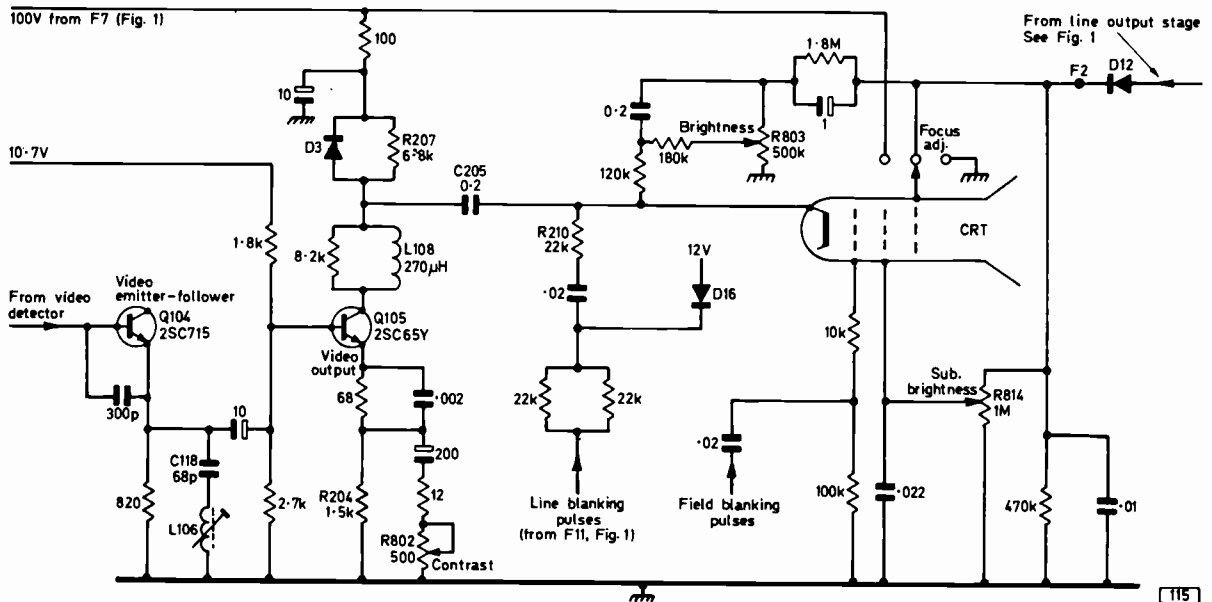 100V from F7 (Fig. 1)
100
10
D3
R207
6·8k
10·7V
1·8k
C205
0·2
8·2k
L108
270µH
From video
detector
Video
emitter-follower
Q104
2SC715
300p
10
C118
68p
820
L106
2·7k
Q105
2SC65Y
Video
output
68
·002
200
R204
1·5k
12
R802
500
Contrast
1·8M
1
0·2
Brightness
R803
500k
180k
120k
R210
22k
·02
12V
D16
22k
22k
Line blanking
pulses
(from F11, Fig. 1)
From line output stage
See Fig. 1
F2
D12
Focus
adj.
CRT
10k
Sub.
brightness
R814
1M
·02
Field blanking
pulses
100k
·022
470k
·01
115